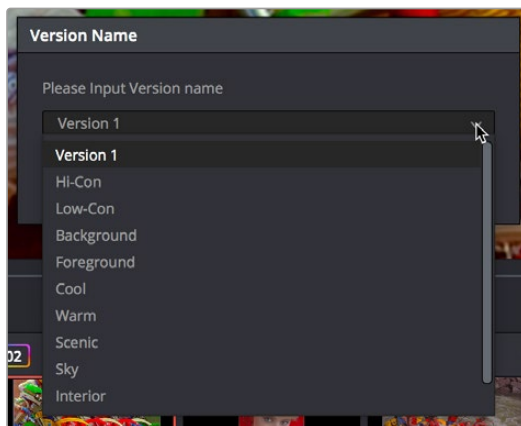 Version Name
Please Input Version name
Version 1
Version 1
Hi-Con
Low-Con
Background
Foreground
Cool
Warm
Scenic
02
Sky
Interior